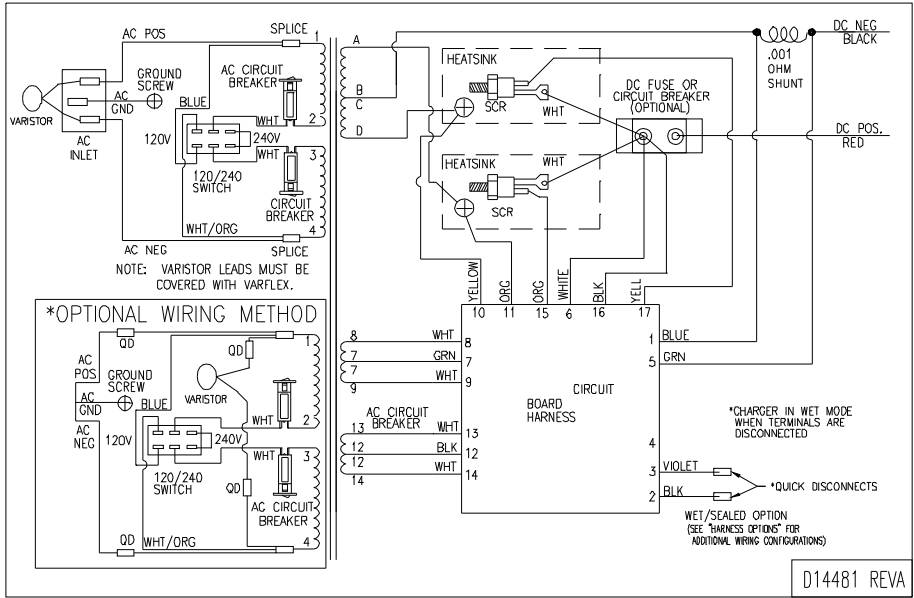 AC POS
SPLICE
1
A
DC NEG
BLACK
HEATSINK
.001
OHM
SHUNT
GROUND
SCREW
AC CIRCUIT
BREAKER
DC FUSE OR
CIRCUIT BREAKER
(OPTIONAL)
VARISTOR
AC
GND
BLUE
B
C
SCR
WHT
AC
INLET
120V
WHT
240V
WHT
2
D
DC POS.
RED
3
HEATSINK
WHT
120/240
SWITCH
CIRCUIT
BREAKER
SCR
WHT/ORG
4
AC NEG
SPLICE
NOTE: VARISTOR LEADS MUST BE
COVERED WITH VARFLEX.
YELLOW
ORG
ORG
WHITE
BLK
YELL
10
11
15
6
16
17
*OPTIONAL WIRING METHOD
QD
QD
1
AC
POS
GROUND
SCREW
AC
GND
BLUE
VARISTOR
AC
NEG
120V
WHT
240V
WHT
2
3
120/240
SWITCH
QD
AC CIRCUIT
BREAKER
QD
WHT/ORG
4
8
WHT
8
7
GRN
7
7
WHT
9
9
AC CIRCUIT
BREAKER
13
WHT
13
12
BLK
12
12
WHT
14
14
1
BLUE
5
GRN
CIRCUIT
BOARD
HARNESS
4
3
VIOLET
2
BLK
*CHARGER IN WET MODE
WHEN TERMINALS ARE
DISCONNECTED
*QUICK DISCONNECTS
WET/SEALED OPTION
(SEE "HARNESS OPTIONS" FOR
ADDITIONAL WIRING CONFIGURATIONS)
D14481 REVA